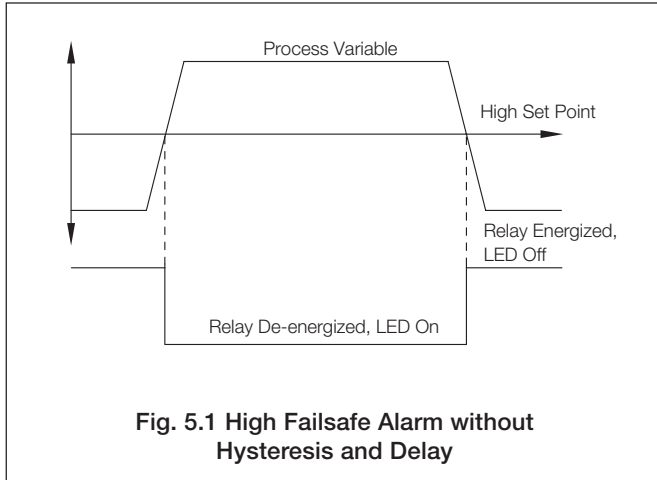 Process Variable
High Set Point
Relay Energized,
LED Off
Relay De-energized, LED On
Fig. 5.1 High Failsafe Alarm without
Hysteresis and Delay